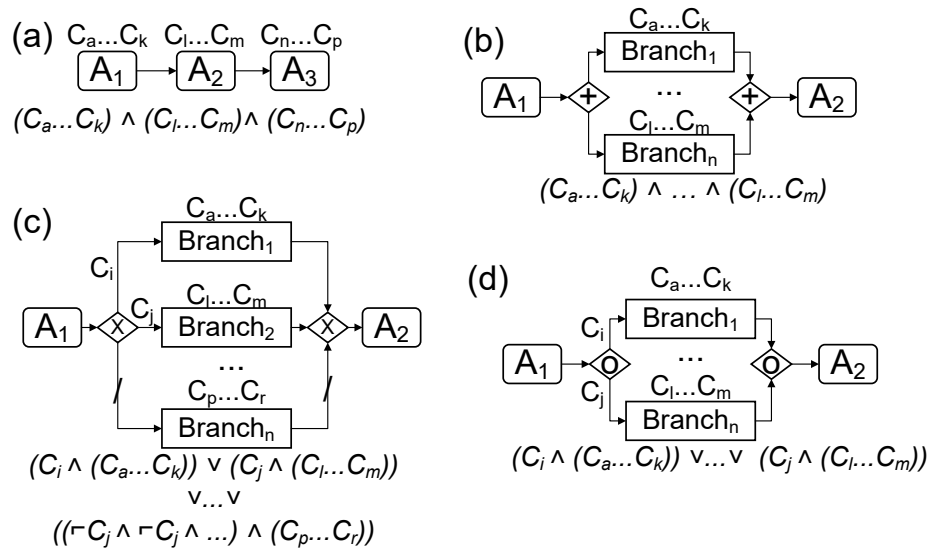 (a)
Cₐ...Cₖ Cₗ...Cₘ Cₙ...Cₚ
A₁ A₂ A₃
(Cₐ...Cₖ) ∧ (Cₗ...Cₘ)∧ (Cₙ...Cₚ)
(b)
Cₐ...Cₖ
Branch₁
A₁ + ... + A₂
Cₗ...Cₘ
Branchₙ
(Cₐ...Cₖ) ∧ ... ∧ (Cₗ...Cₘ)
(c)
Cₐ...Cₖ
Branch₁
Cᵢ
Cₗ...Cₘ
A₁ X Cⱼ Branch₂ X A₂
...
Cₚ...Cᵣ
Branchₙ
(Cᵢ ∧ (Cₐ...Cₖ)) ∨ (Cⱼ ∧ (Cₗ...Cₘ))
∨...∨
((⌐Cⱼ ∧ ⌐Cⱼ ∧ ...) ∧ (Cₚ...Cᵣ))
(d)
Cₐ...Cₖ
Cᵢ Branch₁
A₁ O ... O A₂
Cⱼ Cₗ...Cₘ
Branchₙ
(Cᵢ ∧ (Cₐ...Cₖ)) ∨...∨ (Cⱼ ∧ (Cₗ...Cₘ))